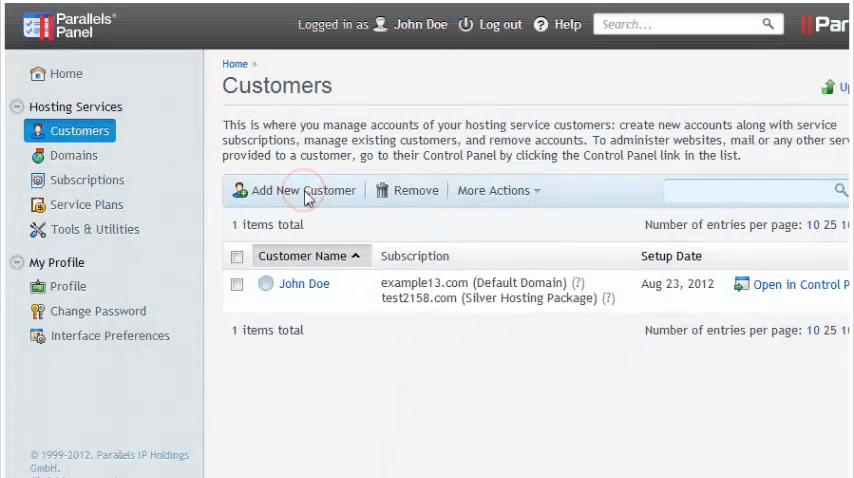 Parallels®
Panel
Logged in as John Doe Log out Help Search...
Home
Hosting Services
Customers
Domains
Subscriptions
Service Plans
Tools & Utilities
My Profile
Profile
Change Password
Interface Preferences
© 1999-2012. Parallels IP Holdings
GmbH.
Home >
Customers
This is where you manage accounts of your hosting service customers: create new accounts along with service
subscriptions, manage existing customers, and remove accounts. To administer websites, mail or any other serv
provided to a customer, go to their Control Panel by clicking the Control Panel link in the list.
Add New Customer Remove More Actions
1 items total Number of entries per page: 10 25
Customer Name Subscription Setup Date
John Doe example13.com (Default Domain) (?) Aug 23, 2012 Open in Control P
test2158.com (Silver Hosting Package) (?)
1 items total Number of entries per page: 10 25